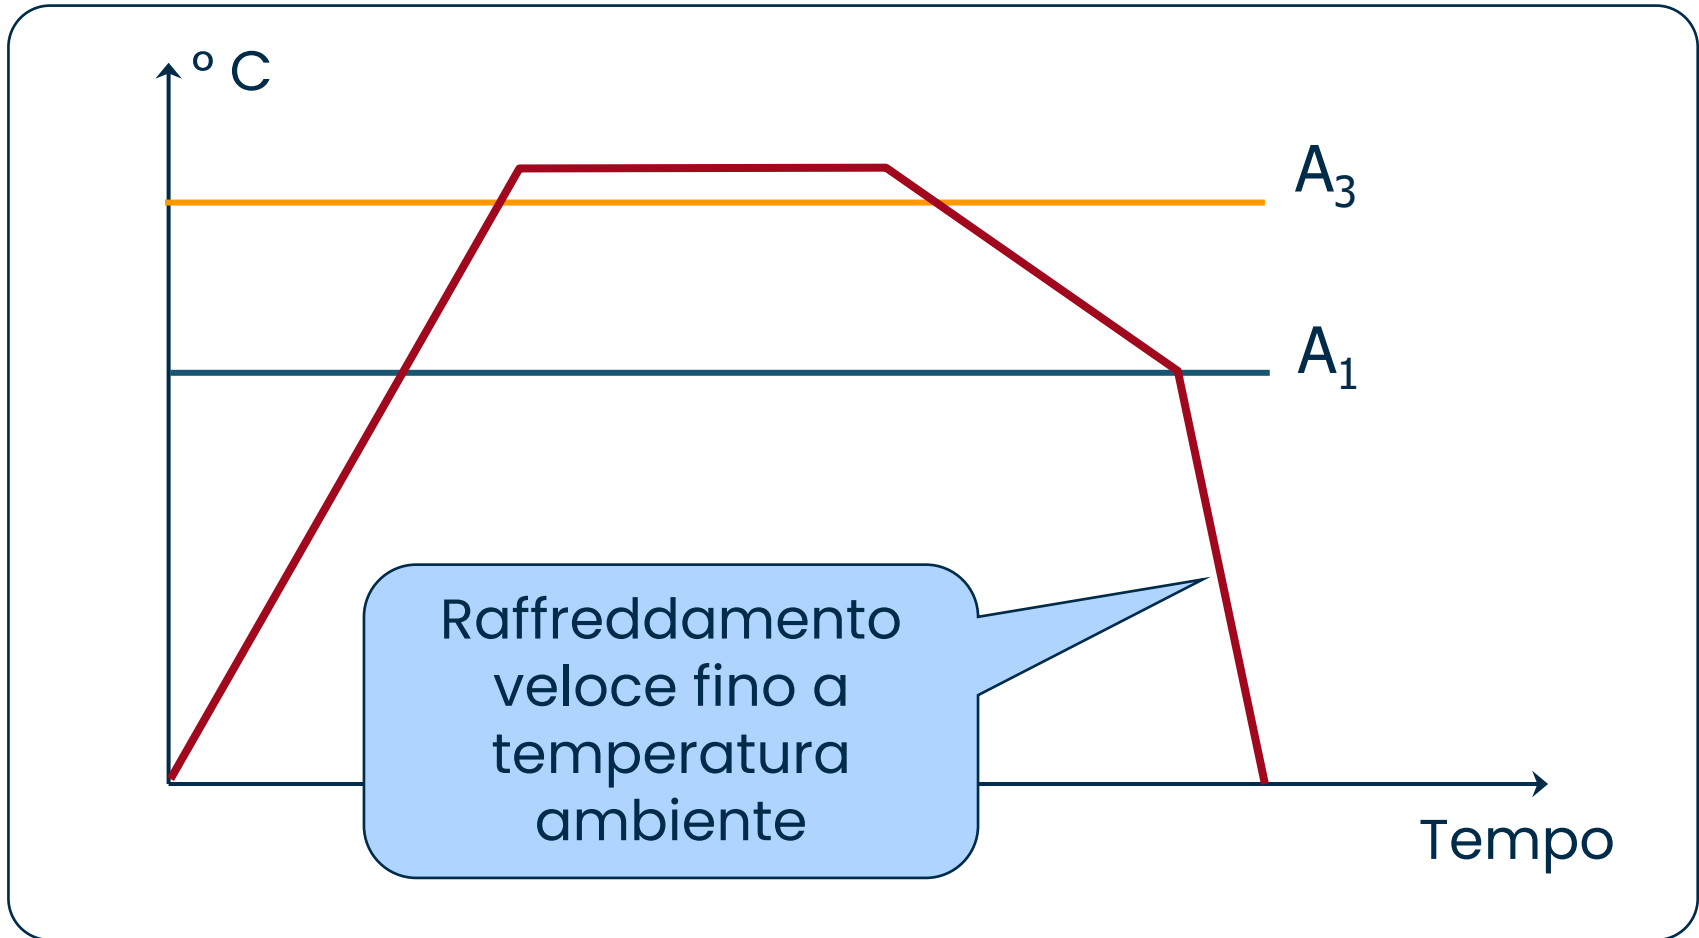 ° C
A₃
A₁
Raffreddamento
veloce fino a
temperatura
ambiente
Tempo